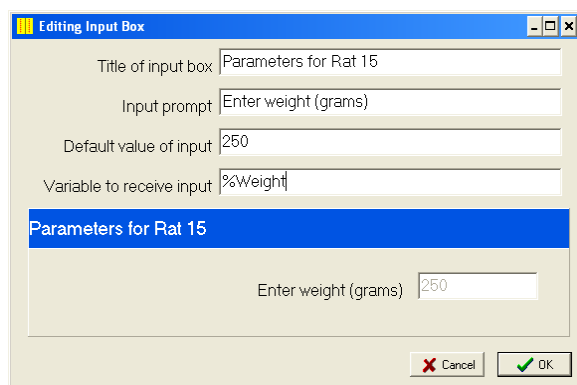 Editing Input Box
Title of input box Parameters for Rat 15
Input prompt Enter weight (grams)
Default value of input 250
Variable to receive input %Weight
Parameters for Rat 15
Enter weight (grams) 250
Cancel OK